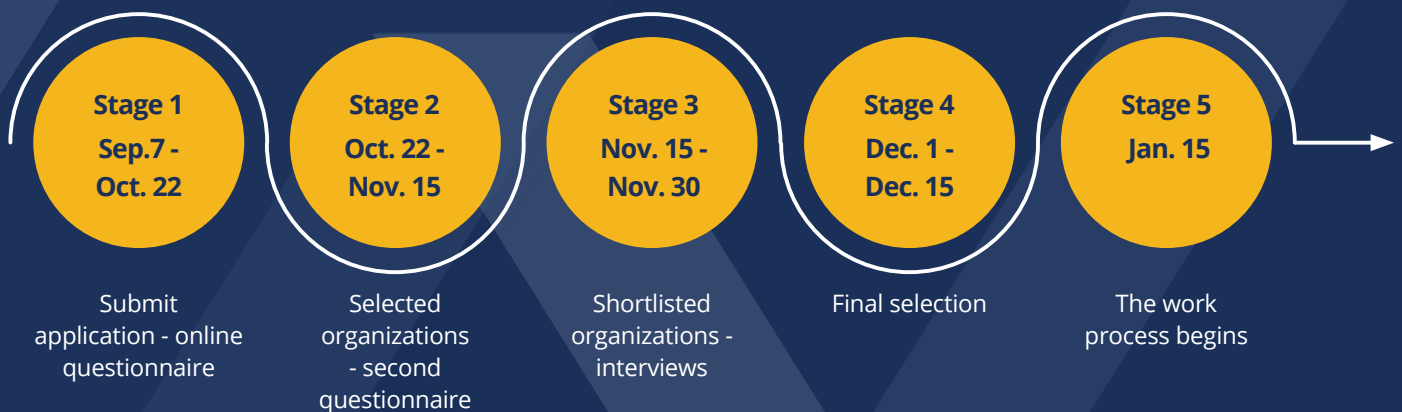 Stage 1
Sep.7 -
Oct. 22
Submit
application - online
questionnaire
Stage 2
Oct. 22 -
Nov. 15
Selected
organizations
- second
questionnaire
Stage 3
Nov. 15 -
Nov. 30
Shortlisted
organizations -
interviews
Stage 4
Dec. 1 -
Dec. 15
Final selection
Stage 5
Jan. 15
The work
process begins